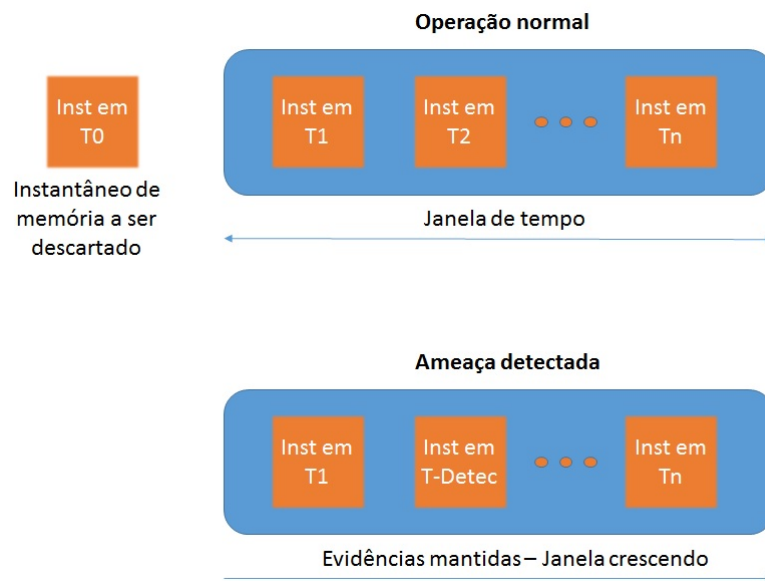 Operação normal
Inst em
T0
Inst em
T1
Inst em
T2
Inst em
Tn
Instantâneo de
memória a ser
descartado
Janela de tempo
Ameaça detectada
Inst em
T1
Inst em
T-Detec
Inst em
Tn
Evidências mantidas – Janela crescendo